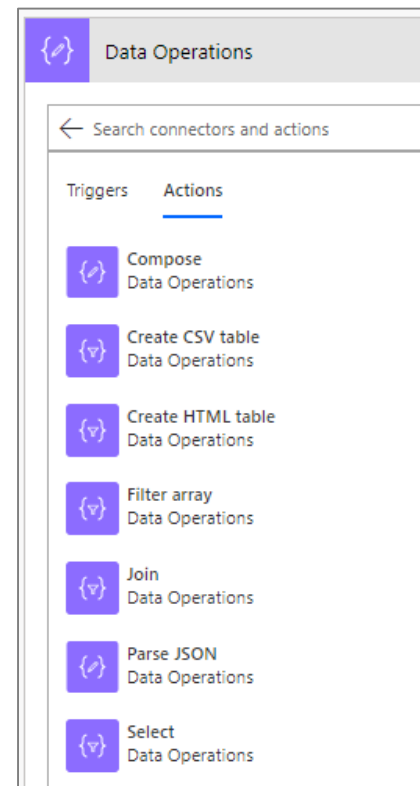 Data Operations
Search connectors and actions
Triggers Actions
Compose
Data Operations
Create CSV table
Data Operations
Create HTML table
Data Operations
Filter array
Data Operations
Join
Data Operations
Parse JSON
Data Operations
Select
Data Operations